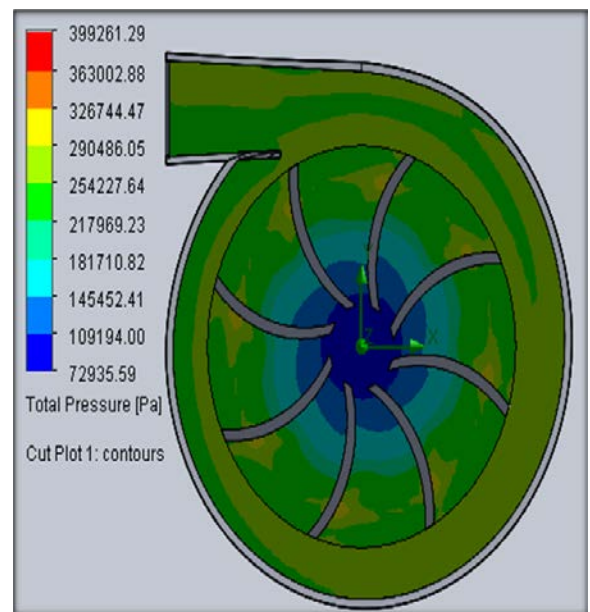 399261.29
363002.88
326744.47
290486.05
254227.64
217969.23
181710.82
145452.41
109194.00
72935.59
Total Pressure [Pa]
Cut Plot 1: contours
Y
Z
X